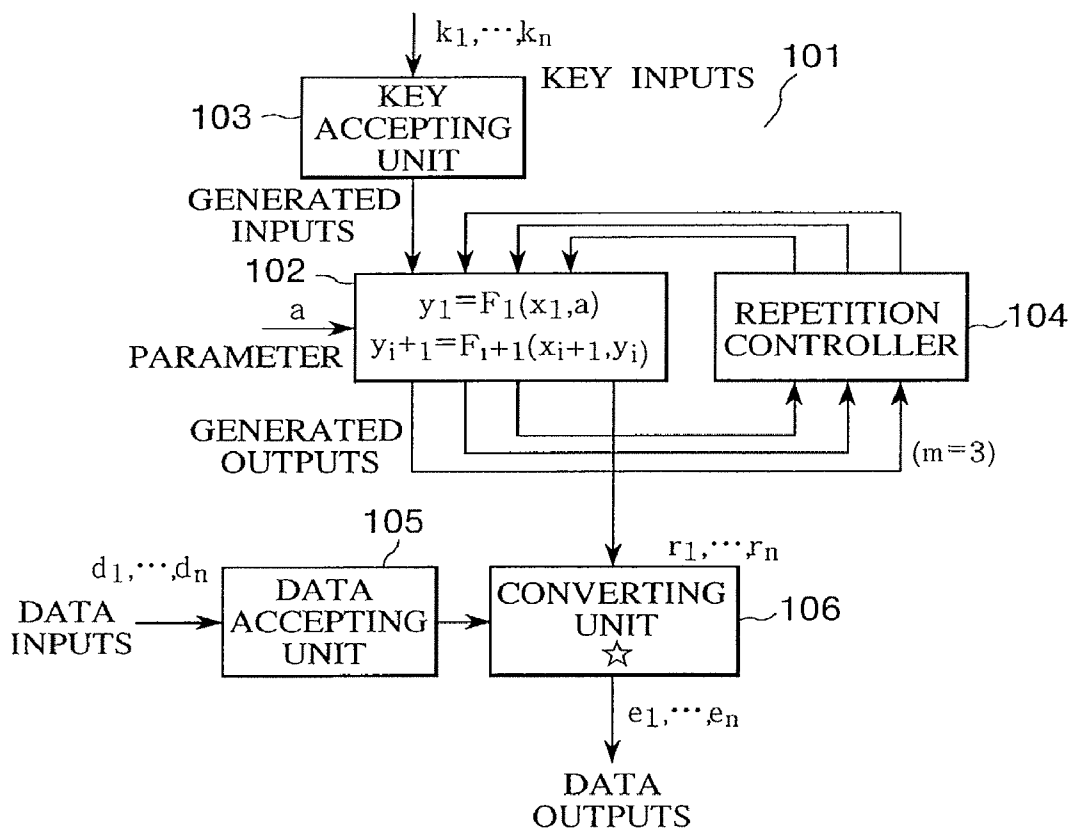 k1,···,kn
KEY INPUTS
101
103
KEY
ACCEPTING
UNIT
GENERATED
INPUTS
102
a
PARAMETER
y1=F1(x1,a)
yi+1=Fi+1(xi+1,yi)
REPETITION
CONTROLLER
104
GENERATED
OUTPUTS
(m=3)
105
d1,···,dn
DATA
INPUTS
DATA
ACCEPTING
UNIT
r1,···,rn
CONVERTING
UNIT
☆
106
e1,···,en
DATA
OUTPUTS